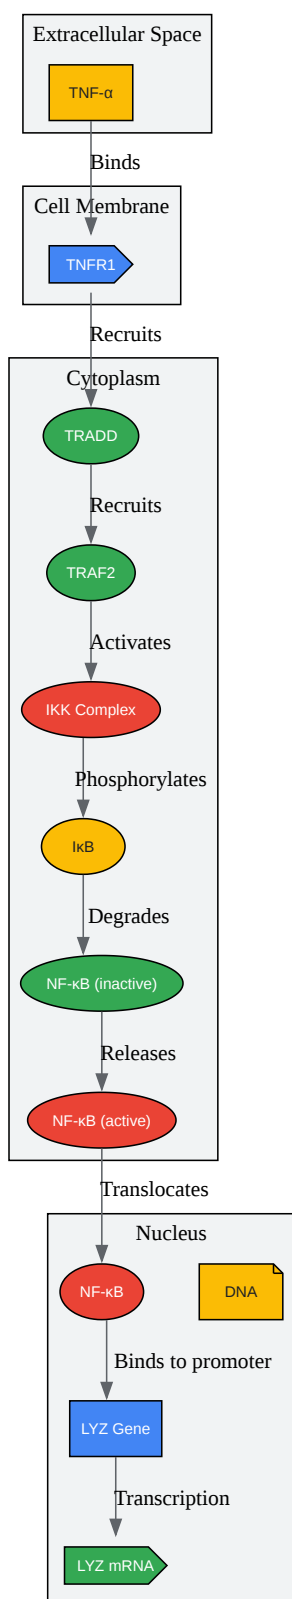 Extracellular Space
TNF-α
Binds
Cell Membrane
TNFR1
Recruits
Cytoplasm
TRADD
Recruits
TRAF2
Activates
IKK Complex
Phosphorylates
IκB
Degrades
NF-κB (inactive)
Releases
NF-κB (active)
Translocates
Nucleus
NF-κB
DNA
Binds to promoter
LYZ Gene
Transcription
LYZ mRNA